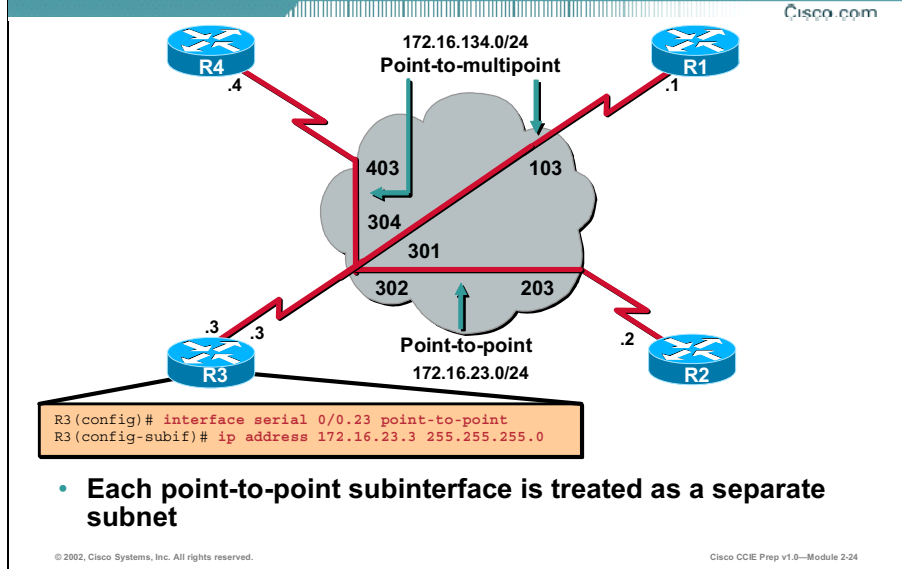 Cisco.com
172.16.134.0/24
Point-to-multipoint
R4
R1
.4
.1
403
103
304
301
302
203
.3
.3
Point-to-point
172.16.23.0/24
.2
R3
R2
R3(config)# interface serial 0/0.23 point-to-point
R3(config-subif)# ip address 172.16.23.3 255.255.255.0
• Each point-to-point subinterface is treated as a separate
subnet
© 2002, Cisco Systems, Inc. All rights reserved.
Cisco CCIE Prep v1.0—Module 2-24